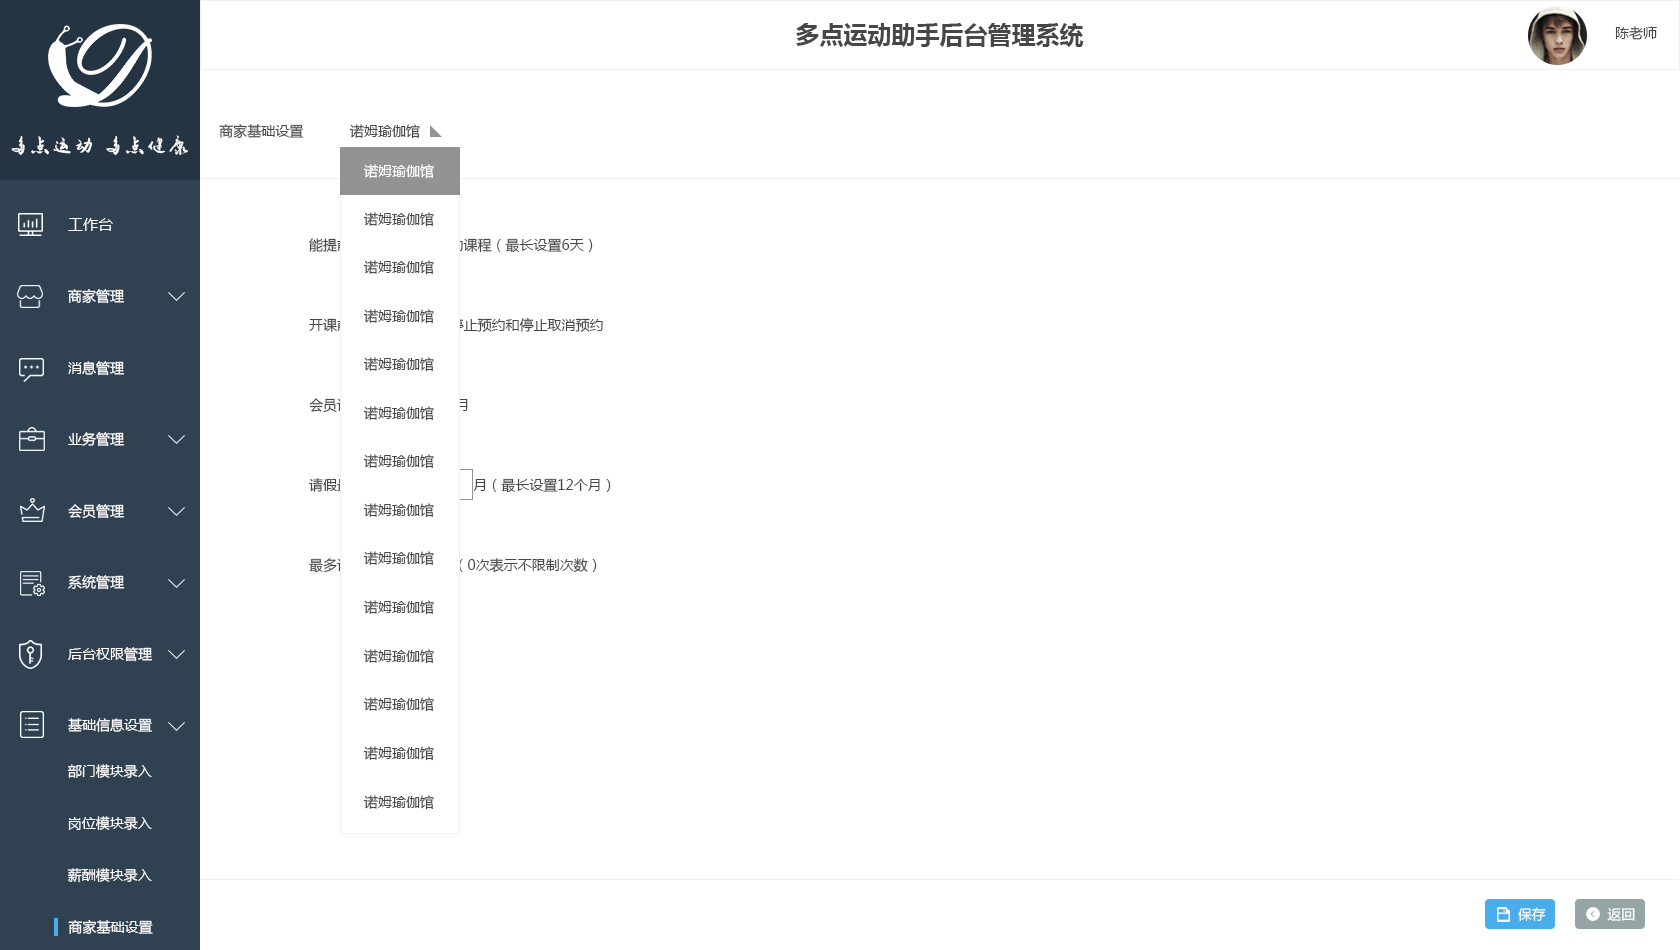 多点运动助手后台管理系统
陈老师
多点运动 多点健康
工作台
商家管理
消息管理
业务管理
会员管理
系统管理
后台权限管理
基础信息设置
部门模块录入
岗位模块录入
薪酬模块录入
商家基础设置
商家基础设置 诺姆瑜伽馆
诺姆瑜伽馆
诺姆瑜伽馆
诺姆瑜伽馆
诺姆瑜伽馆
诺姆瑜伽馆
诺姆瑜伽馆
诺姆瑜伽馆
诺姆瑜伽馆
诺姆瑜伽馆
诺姆瑜伽馆
诺姆瑜伽馆
诺姆瑜伽馆
诺姆瑜伽馆
诺姆瑜伽馆
能提 课程（最长设置6天）
开课 停止预约和停止取消预约
会员 月
请假 月（最长设置12个月）
最多 （0次表示不限制次数）
保存 返回